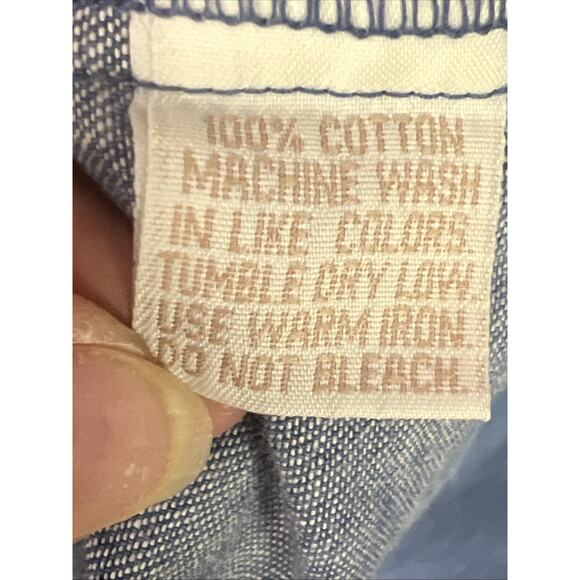 100% COTTON
MACHINE WASH
IN LIKE COLORS.
TUMBLE DRY LOW.
USE WARM IRON.
DO NOT BLEACH.